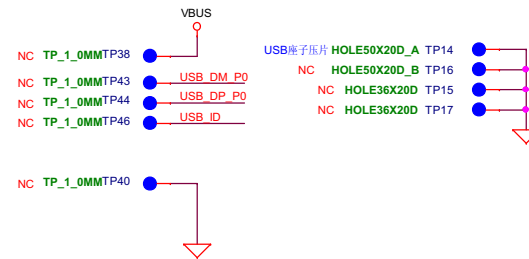 VBUS
NC TP_1_0MM TP38
NC TP_1_0MM TP43 USB_DM_P0
NC TP_1_0MM TP44 USB_DP_P0
NC TP_1_0MM TP46 USB_ID
NC TP_1_0MM TP40
USB座子压片 HOLE50X20D_A TP14
NC HOLE50X20D_B TP16
NC HOLE36X20D TP15
NC HOLE36X20D TP17